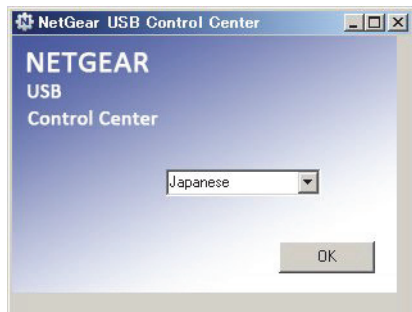 NetGear USB Control Center
NETGEAR
USB
Control Center
Japanese
OK